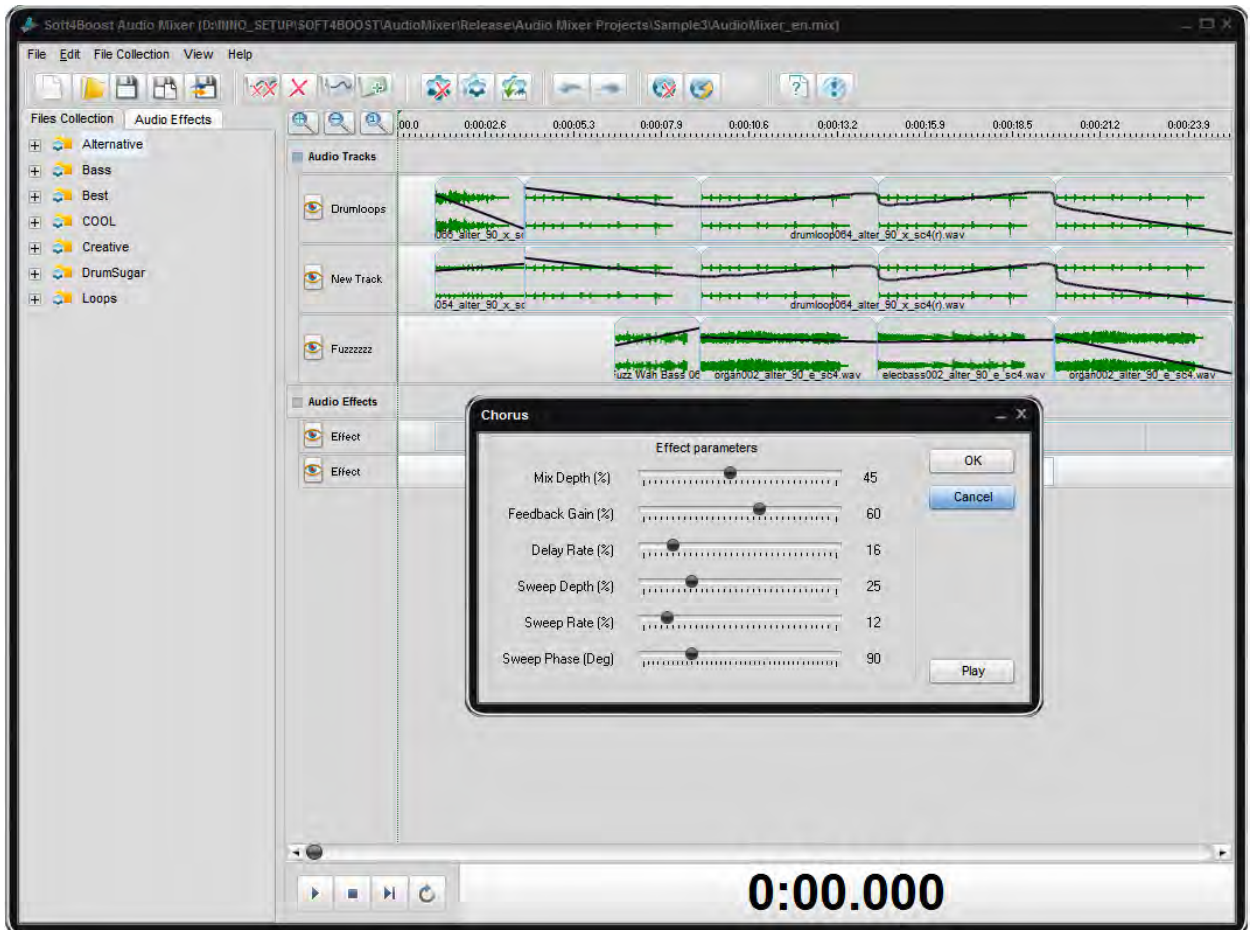 Soft4Boost Audio Mixer (D:\NINO_SETUP\SOFT4BOOST\AudioMixer\Release\Audio Mixer Projects\Sample3\AudioMixer_en.mix)
File Edit File Collection View Help
Files Collection Audio Effects
00.0 0:00:02.6 0:00:05.3 0:00:07.9 0:00:10.6 0:00:13.2 0:00:15.9 0:00:18.5 0:00:21.2 0:00:23.9
Alternative
Bass
Best
COOL
Creative
DrumSugar
Loops
Audio Tracks
Drumloops
066_alter_90_x_sc drumloop064_alter_90_x_sc4(r).wav
New Track
054_alter_90_x_sc drumloop064_alter_90_x_sc4(r).wav
Fuzzzzzz
Fuzz Wah Bass 06 organ002_alter_90_e_sc4.wav elecbass002_alter_90_e_sc4.wav organ002_alter_90_e_sc4.wav
Audio Effects
Effect
Effect
Chorus
Effect parameters
Mix Depth (%) 45
Feedback Gain (%) 60
Delay Rate (%) 16
Sweep Depth (%) 25
Sweep Rate (%) 12
Sweep Phase (Deg) 90
OK
Cancel
Play
0:00.000